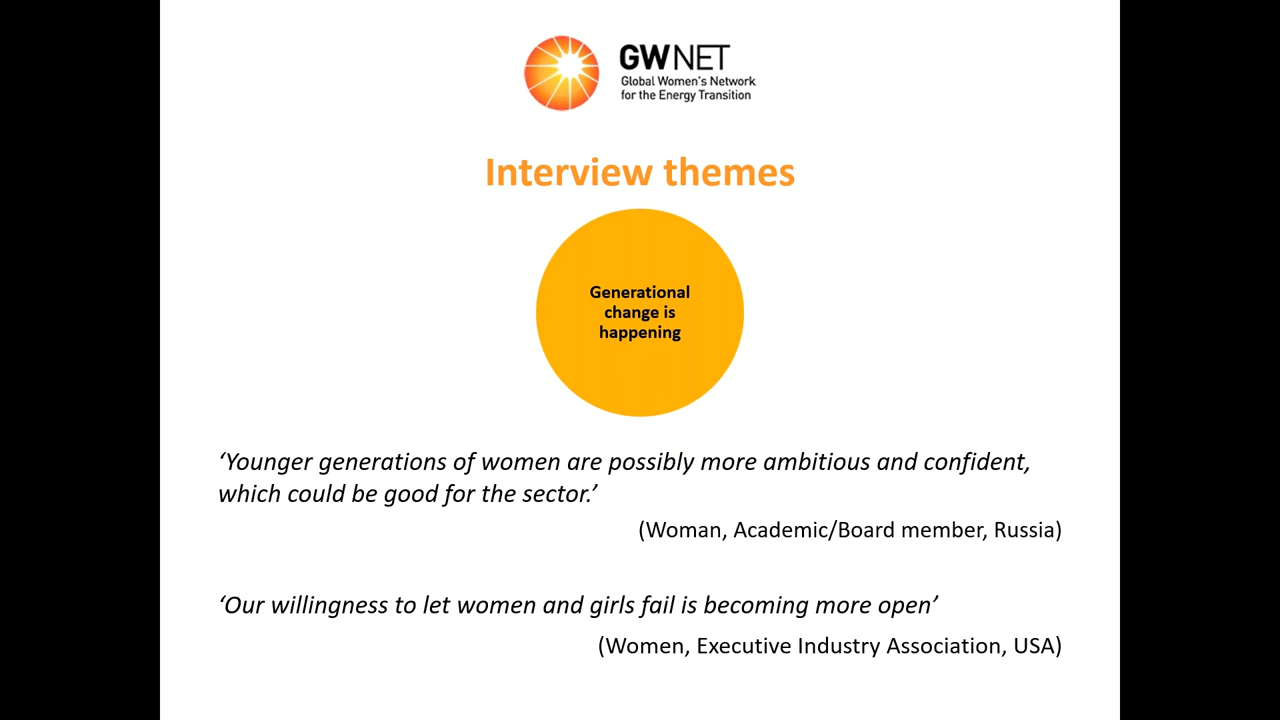 GWNET
Global Women's Network
for the Energy Transition
Interview themes
Generational
change is
happening
‘Younger generations of women are possibly more ambitious and confident,
which could be good for the sector.’
(Woman, Academic/Board member, Russia)
‘Our willingness to let women and girls fail is becoming more open’
(Women, Executive Industry Association, USA)